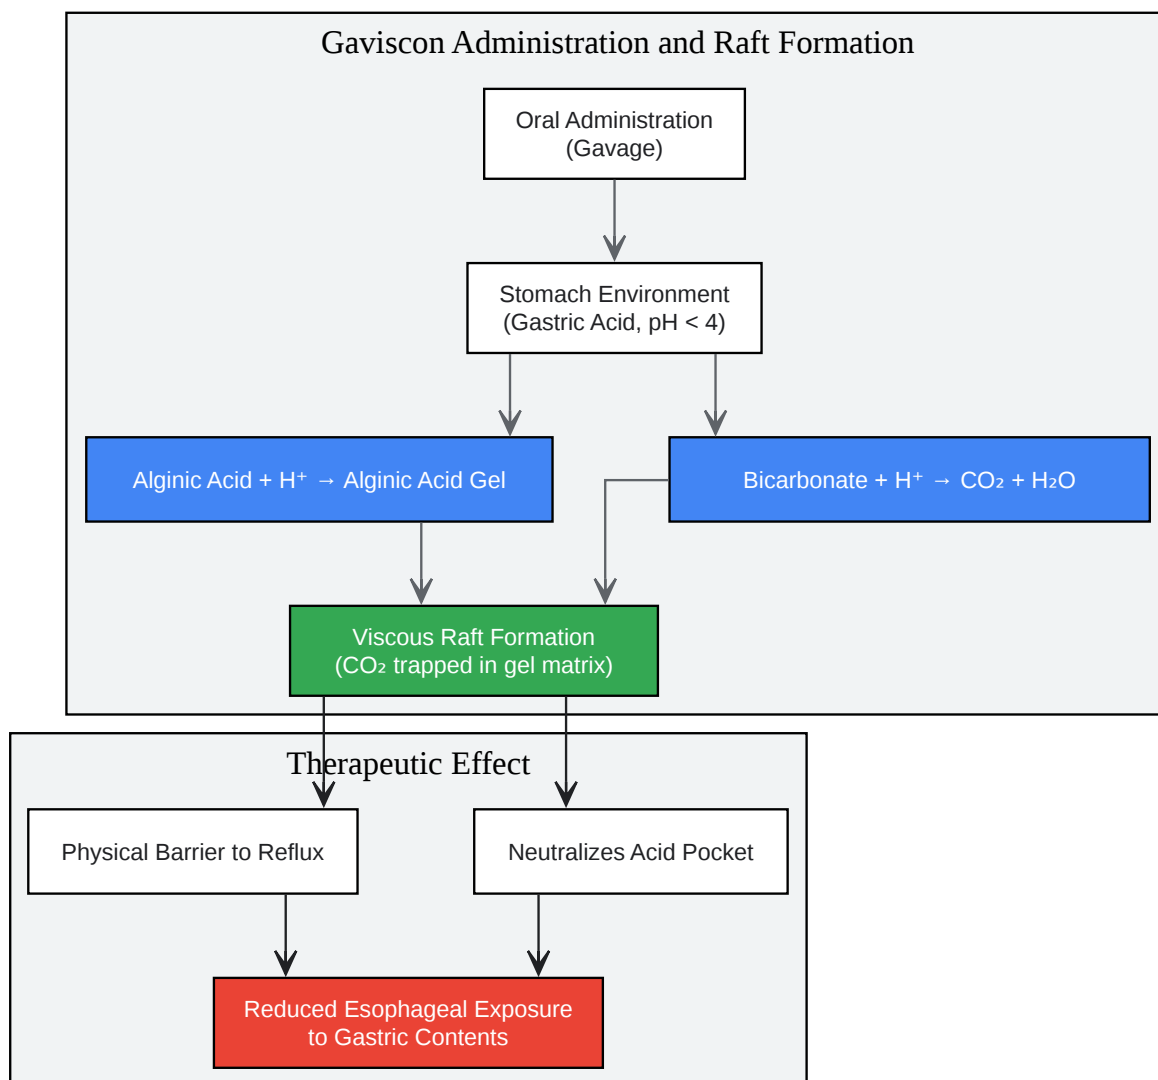 Gaviscon Administration and Raft Formation
Oral Administration
(Gavage)
Stomach Environment
(Gastric Acid, pH < 4)
Alginic Acid + H⁺ → Alginic Acid Gel
Bicarbonate + H⁺ → CO₂ + H₂O
Viscous Raft Formation
(CO₂ trapped in gel matrix)
Therapeutic Effect
Physical Barrier to Reflux
Neutralizes Acid Pocket
Reduced Esophageal Exposure
to Gastric Contents